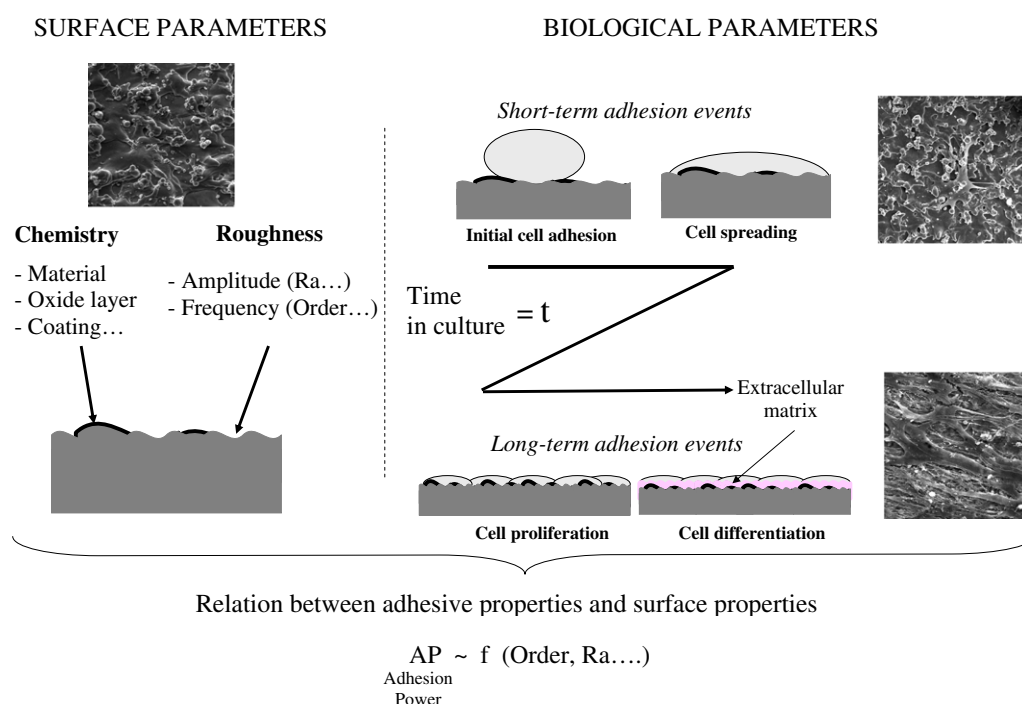 SURFACE PARAMETERS
BIOLOGICAL PARAMETERS
Short-term adhesion events
Chemistry
- Material
- Oxide layer
- Coating…
Roughness
- Amplitude (Ra…)
- Frequency (Order…)
Initial cell adhesion
Cell spreading
Time
in culture = t
Extracellular
matrix
Long-term adhesion events
Cell proliferation
Cell differentiation
Relation between adhesive properties and surface properties
AP ~ f (Order, Ra….)
Adhesion
Power